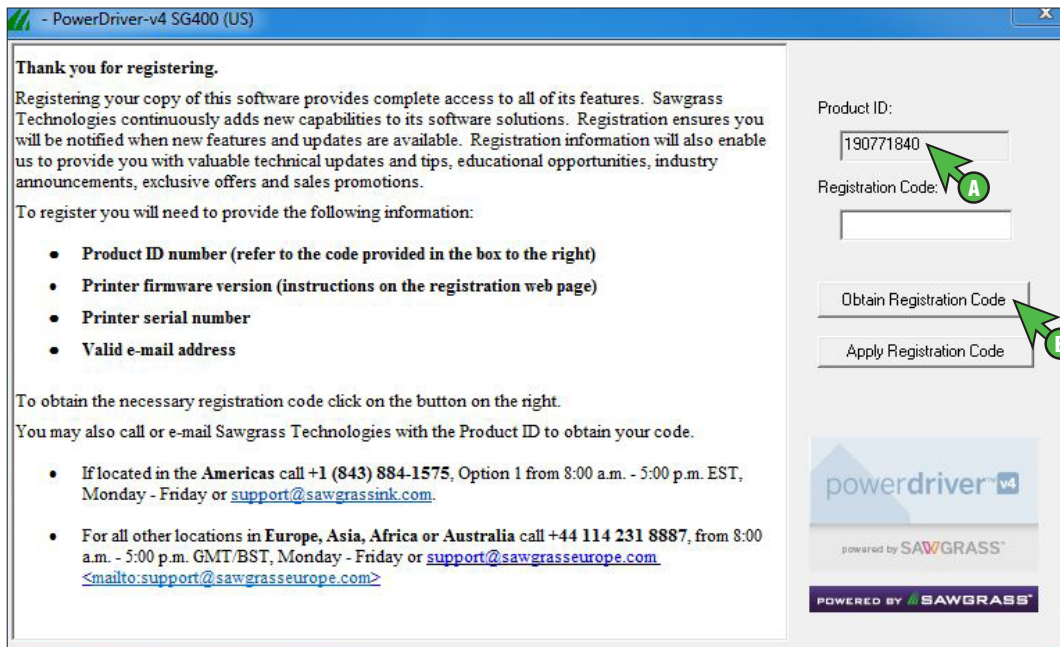 - PowerDriver-v4 SG400 (US)
X
Thank you for registering.
Registering your copy of this software provides complete access to all of its features. Sawgrass
Technologies continuously adds new capabilities to its software solutions. Registration ensures you
will be notified when new features and updates are available. Registration information will also enable
us to provide you with valuable technical updates and tips, educational opportunities, industry
announcements, exclusive offers and sales promotions.
To register you will need to provide the following information:
● Product ID number (refer to the code provided in the box to the right)
● Printer firmware version (instructions on the registration web page)
● Printer serial number
● Valid e-mail address
To obtain the necessary registration code click on the button on the right.
You may also call or e-mail Sawgrass Technologies with the Product ID to obtain your code.
● If located in the Americas call +1 (843) 884-1575, Option 1 from 8:00 a.m. - 5:00 p.m. EST,
Monday - Friday or support@sawgrassink.com.
● For all other locations in Europe, Asia, Africa or Australia call +44 114 231 8887, from 8:00
a.m. - 5:00 p.m. GMT/BST, Monday - Friday or support@sawgrasseurope.com
<mailto:support@sawgrasseurope.com>
Product ID:
190771840
A
Registration Code:
Obtain Registration Code
Apply Registration Code
powerdriver™ v4
powered by SAWGRASS™
POWERED BY SAWGRASS™